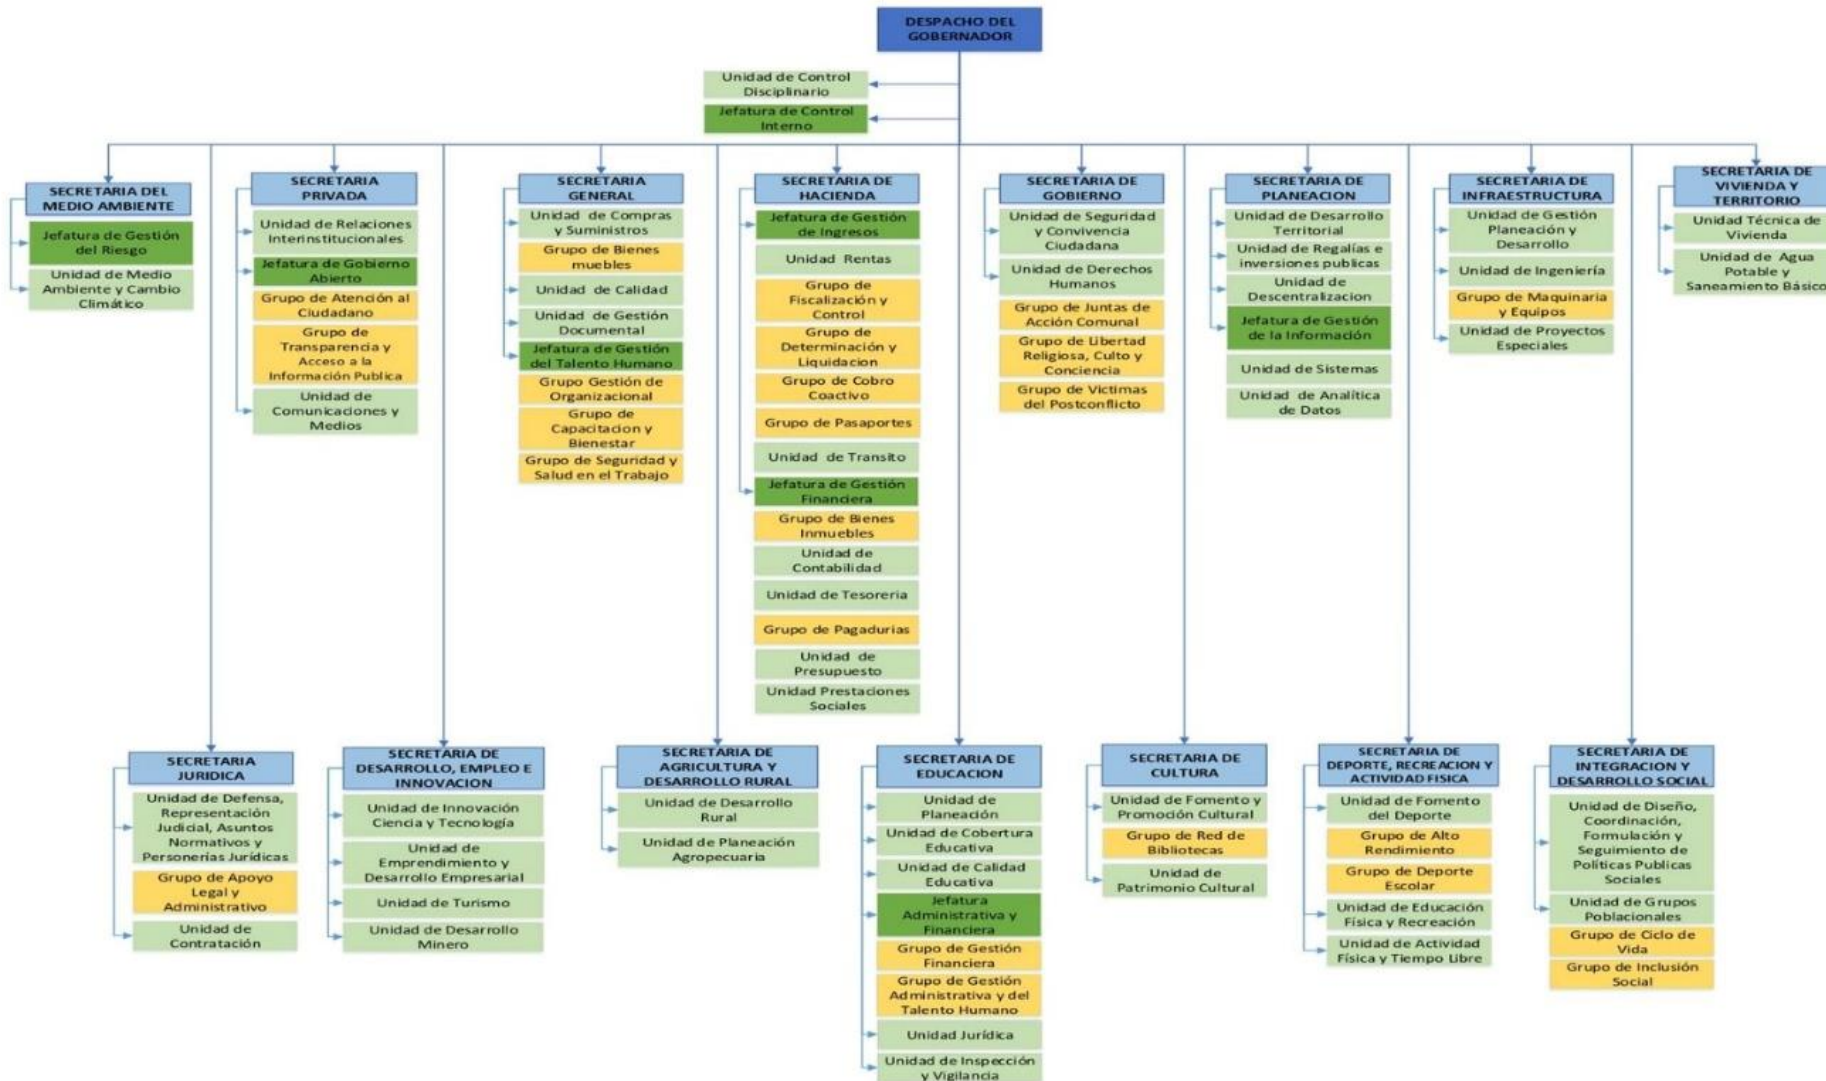 DESPACHO DEL
GOBERNADOR
Unidad de Control
Disciplinario
Jefatura de Control
Interno
SECRETARIA DEL
MEDIO AMBIENTE
Jefatura de Gestión
del Riesgo
Unidad de Medio
Ambiente y Cambio
Climático
SECRETARIA
PRIVADA
Unidad de Relaciones
Interinstitucionales
Jefatura de Gobierno
Abierto
Grupo de Atención al
Ciudadano
Grupo de
Transparencia y
Acceso a la
Información Publica
Unidad de
Comunicaciones y
Medios
SECRETARIA
GENERAL
Unidad de Compras
y Suministros
Grupo de Bienes
muebles
Unidad de Calidad
Unidad de Gestión
Documental
Jefatura de Gestión
del Talento Humano
Grupo Gestión de
Organizacional
Grupo de
Capacitacion y
Bienestar
Grupo de Seguridad y
Salud en el Trabajo
SECRETARIA DE
HACIENDA
Jefatura de Gestión
de Ingresos
Unidad Rentas
Grupo de
Fiscalización y
Control
Grupo de
Determinación y
Liquidacion
Grupo de Cobro
Coactivo
Grupo de Pasaportes
Unidad de Transito
Jefatura de Gestión
Financiera
Grupo de Bienes
Inmuebles
Unidad de
Contabilidad
Unidad de Tesoreria
Grupo de Pagadurias
Unidad de
Presupuesto
Unidad Prestaciones
Sociales
SECRETARIA DE
GOBIERNO
Unidad de Seguridad
y Convivencia
Ciudadana
Unidad de Derechos
Humanos
Grupo de Juntas de
Acción Comunal
Grupo de Libertad
Religiosa, Culto y
Conciencia
Grupo de Victimas
del Postconflicto
SECRETARIA DE
PLANEACION
Unidad de Desarrollo
Territorial
Unidad de Regalías e
inversiones publicas
Unidad de
Descentralizacion
Jefatura de Gestión
de la Información
Unidad de Sistemas
Unidad de Analítica
de Datos
SECRETARIA DE
INFRAESTRUCTURA
Unidad de Gestión
Planeación y
Desarrollo
Unidad de Ingeniería
Grupo de Maquinaria
y Equipos
Unidad de Proyectos
Especiales
SECRETARIA DE
VIVIENDA Y
TERRITORIO
Unidad Técnica de
Vivienda
Unidad de Agua
Potable y
Saneamiento Básico
SECRETARIA
JURIDICA
Unidad de Defensa,
Representación
Judicial, Asuntos
Normativos y
Personerías Jurídicas
Grupo de Apoyo
Legal y
Administrativo
Unidad de
Contratación
SECRETARIA DE
DESARROLLO, EMPLEO E
INNOVACION
Unidad de Innovación
Ciencia y Tecnología
Unidad de
Emprendimiento y
Desarrollo Empresarial
Unidad de Turismo
Unidad de Desarrollo
Minero
SECRETARIA DE
AGRICULTURA Y
DESARROLLO RURAL
Unidad de Desarrollo
Rural
Unidad de Planeación
Agropecuaria
SECRETARIA DE
EDUCACION
Unidad de
Planeación
Unidad de Cobertura
Educativa
Unidad de Calidad
Educativa
Jefatura
Administrativa y
Financiera
Grupo de Gestión
Financiera
Grupo de Gestión
Administrativa y del
Talento Humano
Unidad Jurídica
Unidad de Inspección
y Vigilancia
SECRETARIA DE
CULTURA
Unidad de Fomento y
Promoción Cultural
Grupo de Red de
Bibliotecas
Unidad de
Patrimonio Cultural
SECRETARIA DE
DEPORTE, RECREACION Y
ACTIVIDAD FISICA
Unidad de Fomento
del Deporte
Grupo de Alto
Rendimiento
Grupo de Deporte
Escolar
Unidad de Educación
Física y Recreación
Unidad de Actividad
Física y Tiempo Libre
SECRETARIA DE
INTEGRACION Y
DESARROLLO SOCIAL
Unidad de Diseño,
Coordinación,
Formulación y
Seguimiento de
Políticas Publicas
Sociales
Unidad de Grupos
Poblacionales
Grupo de Ciclo de
Vida
Grupo de Inclusión
Social